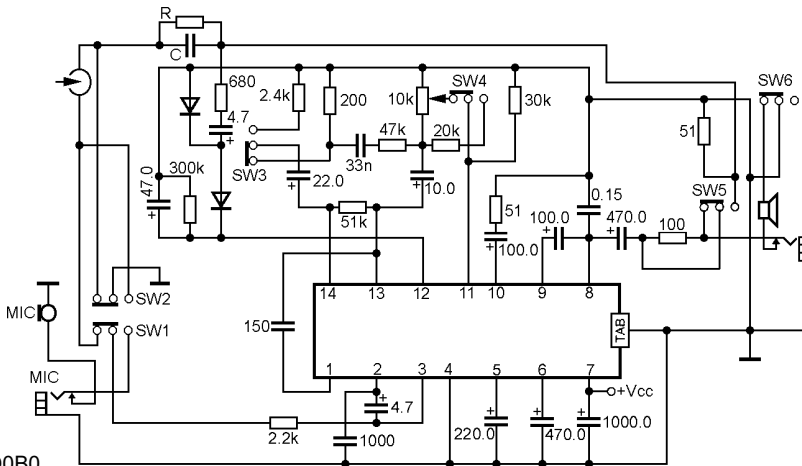 R
C
680
2.4k
200
10k
SW4
30k
SW6
4.7
47k
20k
51
33n
SW3
47.0
300k
22.0
10.0
51
0.15
SW5
51k
100.0
470.0
100
100.0
14 13 12 11 10 9 8
SW2
MIC
SW1
150
TAB
MIC
1 2 3 4 5 6 7
+Vcc
4.7
2.2k
1000
220.0
470.0
1000.0